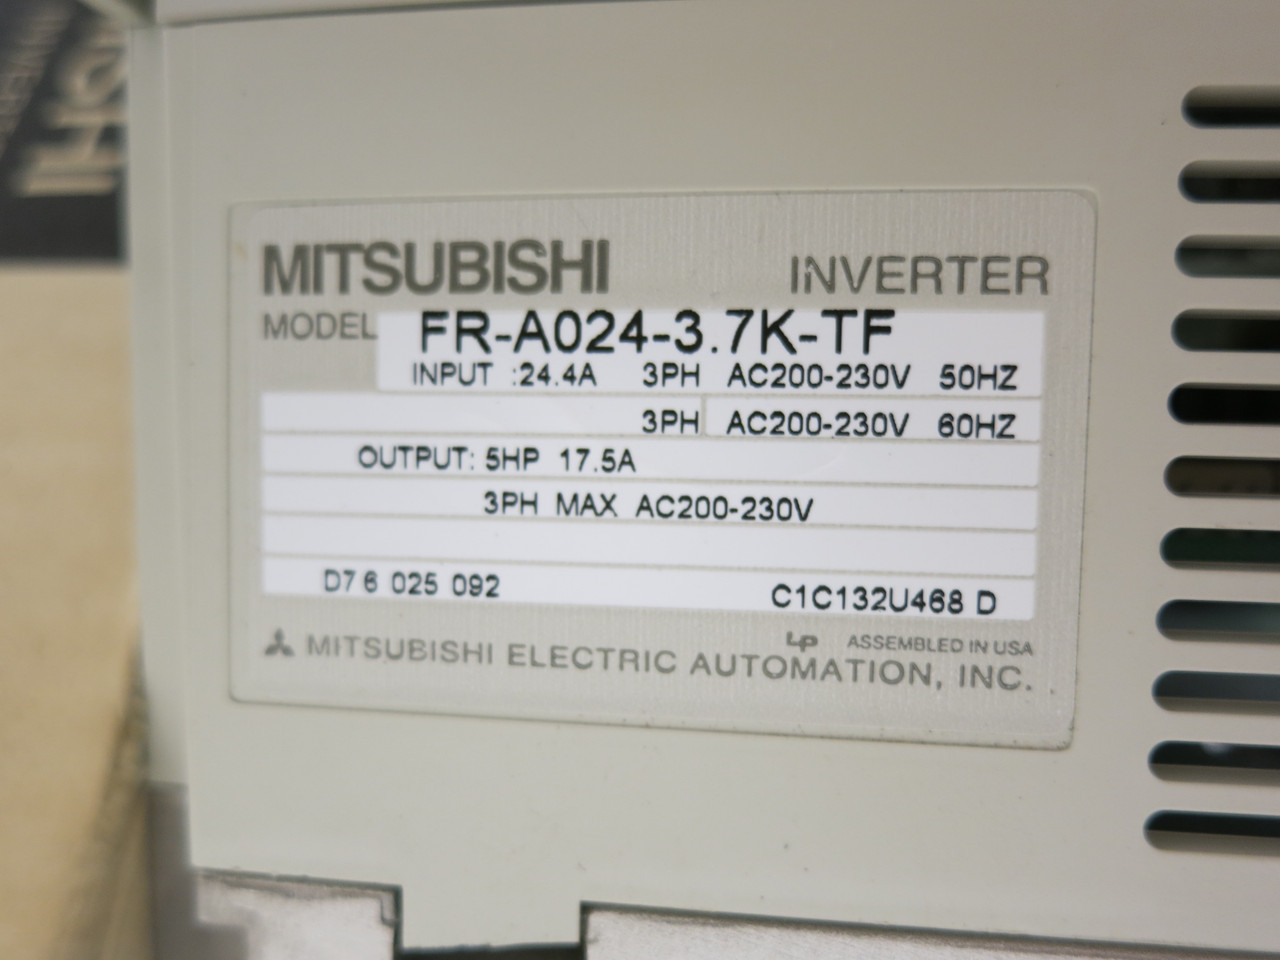 MITSUBISHI INVERTER
MODEL FR-A024-3.7K-TF
INPUT :24.4A 3PH AC200-230V 50HZ
3PH AC200-230V 60HZ
OUTPUT: 5HP 17.5A
3PH MAX AC200-230V
D76 025 092 C1C132U468 D
LP ASSEMBLED IN USA
MITSUBISHI ELECTRIC AUTOMATION, INC.